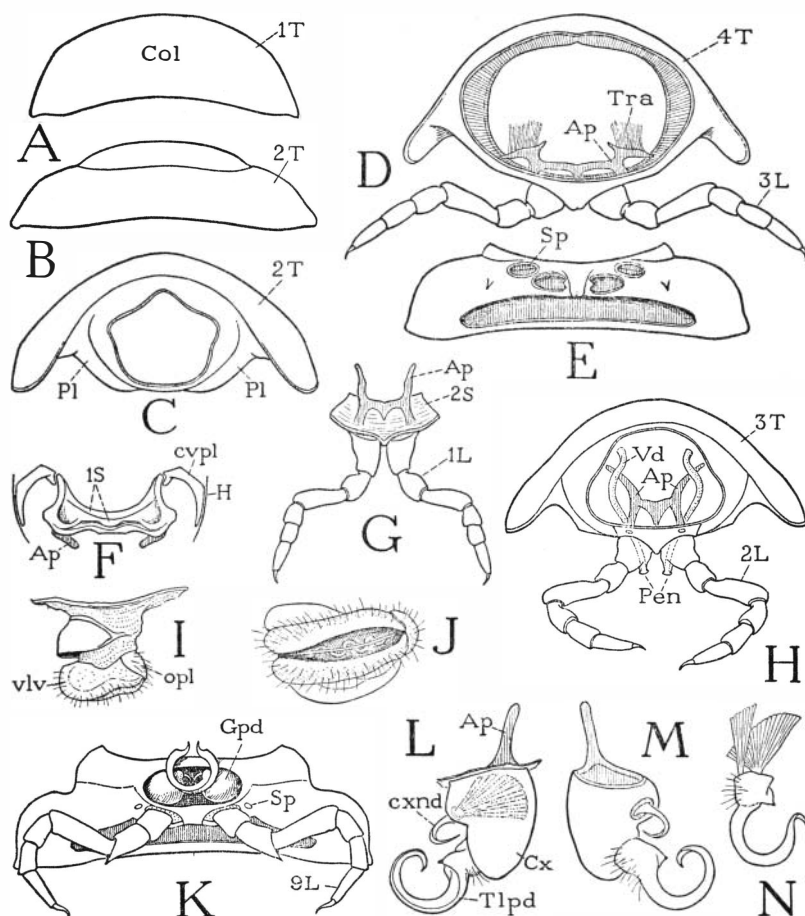 1T
Col
A
2T
B
2T
Pl
Pl
C
4T
Tra
Ap
D
3L
Sp
E
cvpl
1S
H
Ap
F
Ap
2S
1L
G
3T
Vd
Ap
2L
Pen
H
I
vlv
opl
J
Gpd
Sp
9L
K
Ap
L
cxnd
Cx
Tlpd
M
N